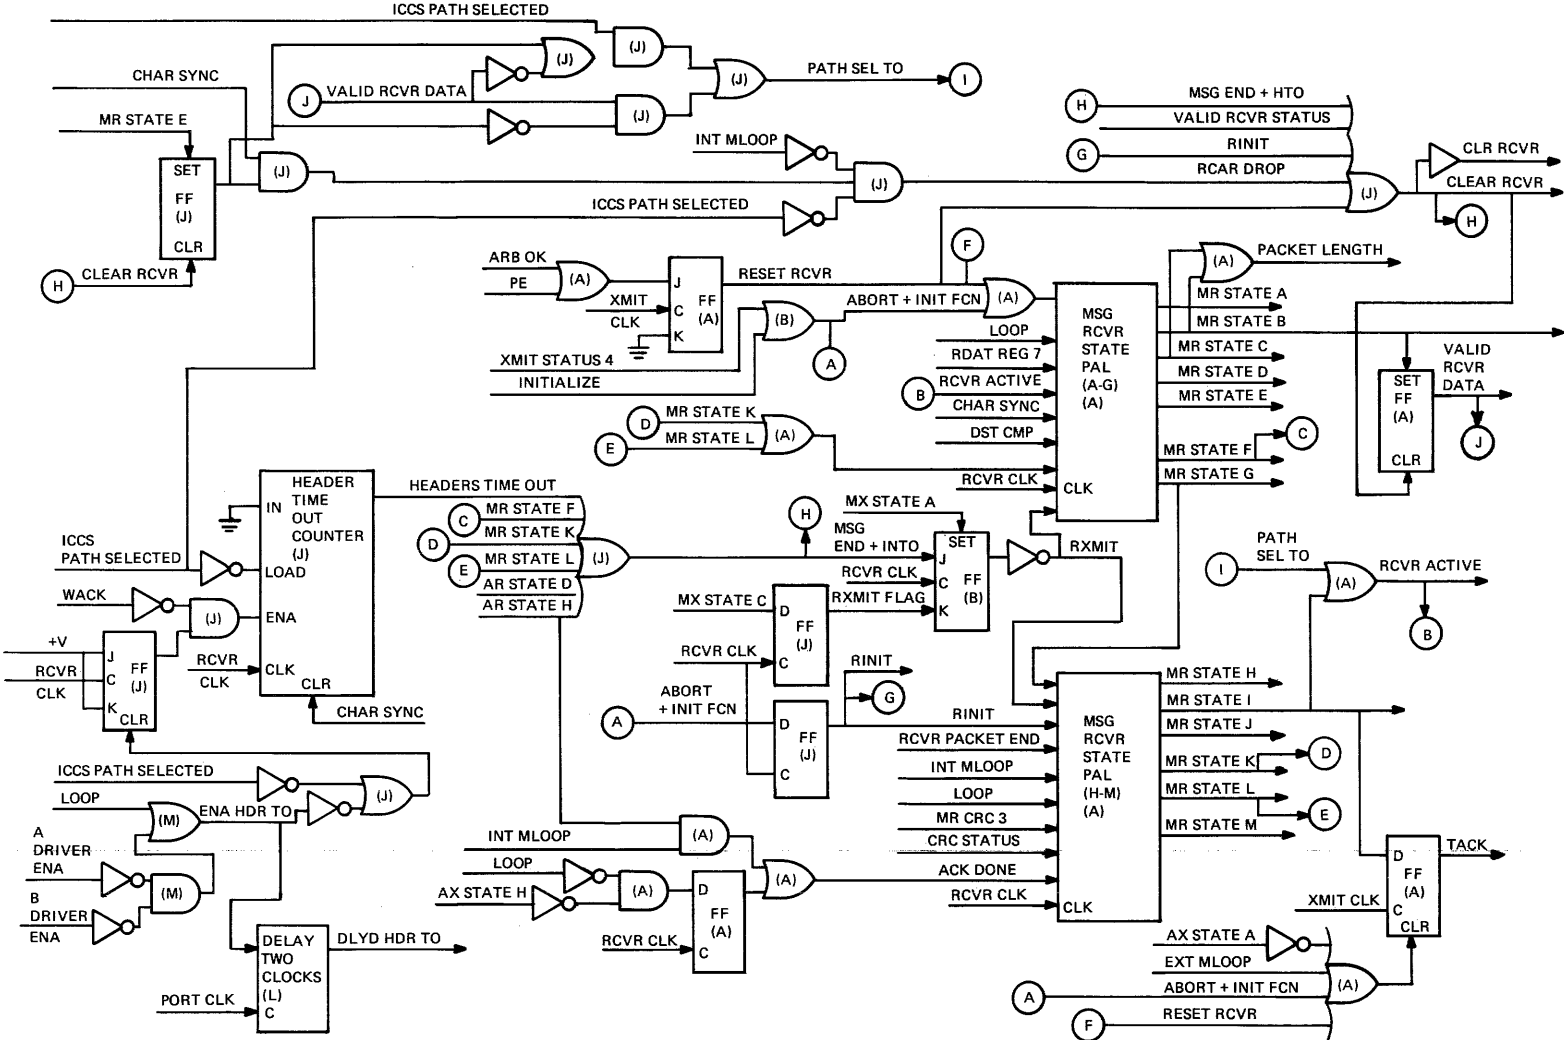 ICCS PATH SELECTED
(J)
(J)
CHAR SYNC
(J)
PATH SEL TO
I
J
VALID RCVR DATA
(J)
MR STATE E
H
MSG END + HTO
VALID RCVR STATUS
G
RINIT
RCAR DROP
CLR RCVR
INT MLOOP
SET
FF
(J)
CLR
(J)
(J)
(J)
CLEAR RCVR
ICCS PATH SELECTED
H
H
CLEAR RCVR
ARB OK
PE
(A)
XMIT
CLK
J
C
K
FF
(A)
RESET RCVR
F
ABORT + INIT FCN
(A)
(B)
A
XMIT STATUS 4
INITIALIZE
(A)
PACKET LENGTH
MSG
RCVR
STATE
PAL
(A-G)
(A)
CLK
LOOP
RDAT REG 7
B
RCVR ACTIVE
CHAR SYNC
DST CMP
RCVR CLK
D
MR STATE K
E
MR STATE L
(A)
MR STATE A
MR STATE B
MR STATE C
MR STATE D
MR STATE E
MR STATE F
MR STATE G
C
SET
FF
(A)
CLR
VALID
RCVR
DATA
J
HEADER
TIME
OUT
COUNTER
(J)
IN
LOAD
ENA
CLK
CLR
ICCS
PATH SELECTED
WACK
(J)
+V
RCVR
CLK
J
C
K
FF
(J)
CLR
RCVR
CLK
CHAR SYNC
HEADERS TIME OUT
C
MR STATE F
D
MR STATE K
E
MR STATE L
AR STATE D
AR STATE H
(J)
H
MSG
END + INTO
MX STATE A
SET
J
C
K
FF
(B)
RCVR CLK
RXMIT FLAG
RXMIT
MX STATE C
D
FF
(J)
C
RCVR CLK
ABORT
+ INIT FCN
A
D
FF
(J)
C
RINIT
G
PATH
SEL TO
I
(A)
RCVR ACTIVE
B
RINIT
RCVR PACKET END
INT MLOOP
LOOP
MR CRC 3
CRC STATUS
ACK DONE
RCVR CLK
MSG
RCVR
STATE
PAL
(H-M)
(A)
CLK
MR STATE H
MR STATE I
MR STATE J
MR STATE K
MR STATE L
MR STATE M
D
E
ICCS PATH SELECTED
LOOP
(M)
ENA HDR TO
(J)
A
DRIVER
ENA
B
DRIVER
ENA
(M)
DELAY
TWO
CLOCKS
(L)
C
DLYD HDR TO
PORT CLK
INT MLOOP
(A)
LOOP
AX STATE H
(A)
D
FF
(A)
C
RCVR CLK
(A)
D
FF
(A)
C
CLR
TACK
XMIT CLK
AX STATE A
EXT MLOOP
(A)
A
ABORT + INIT FCN
F
RESET RCVR